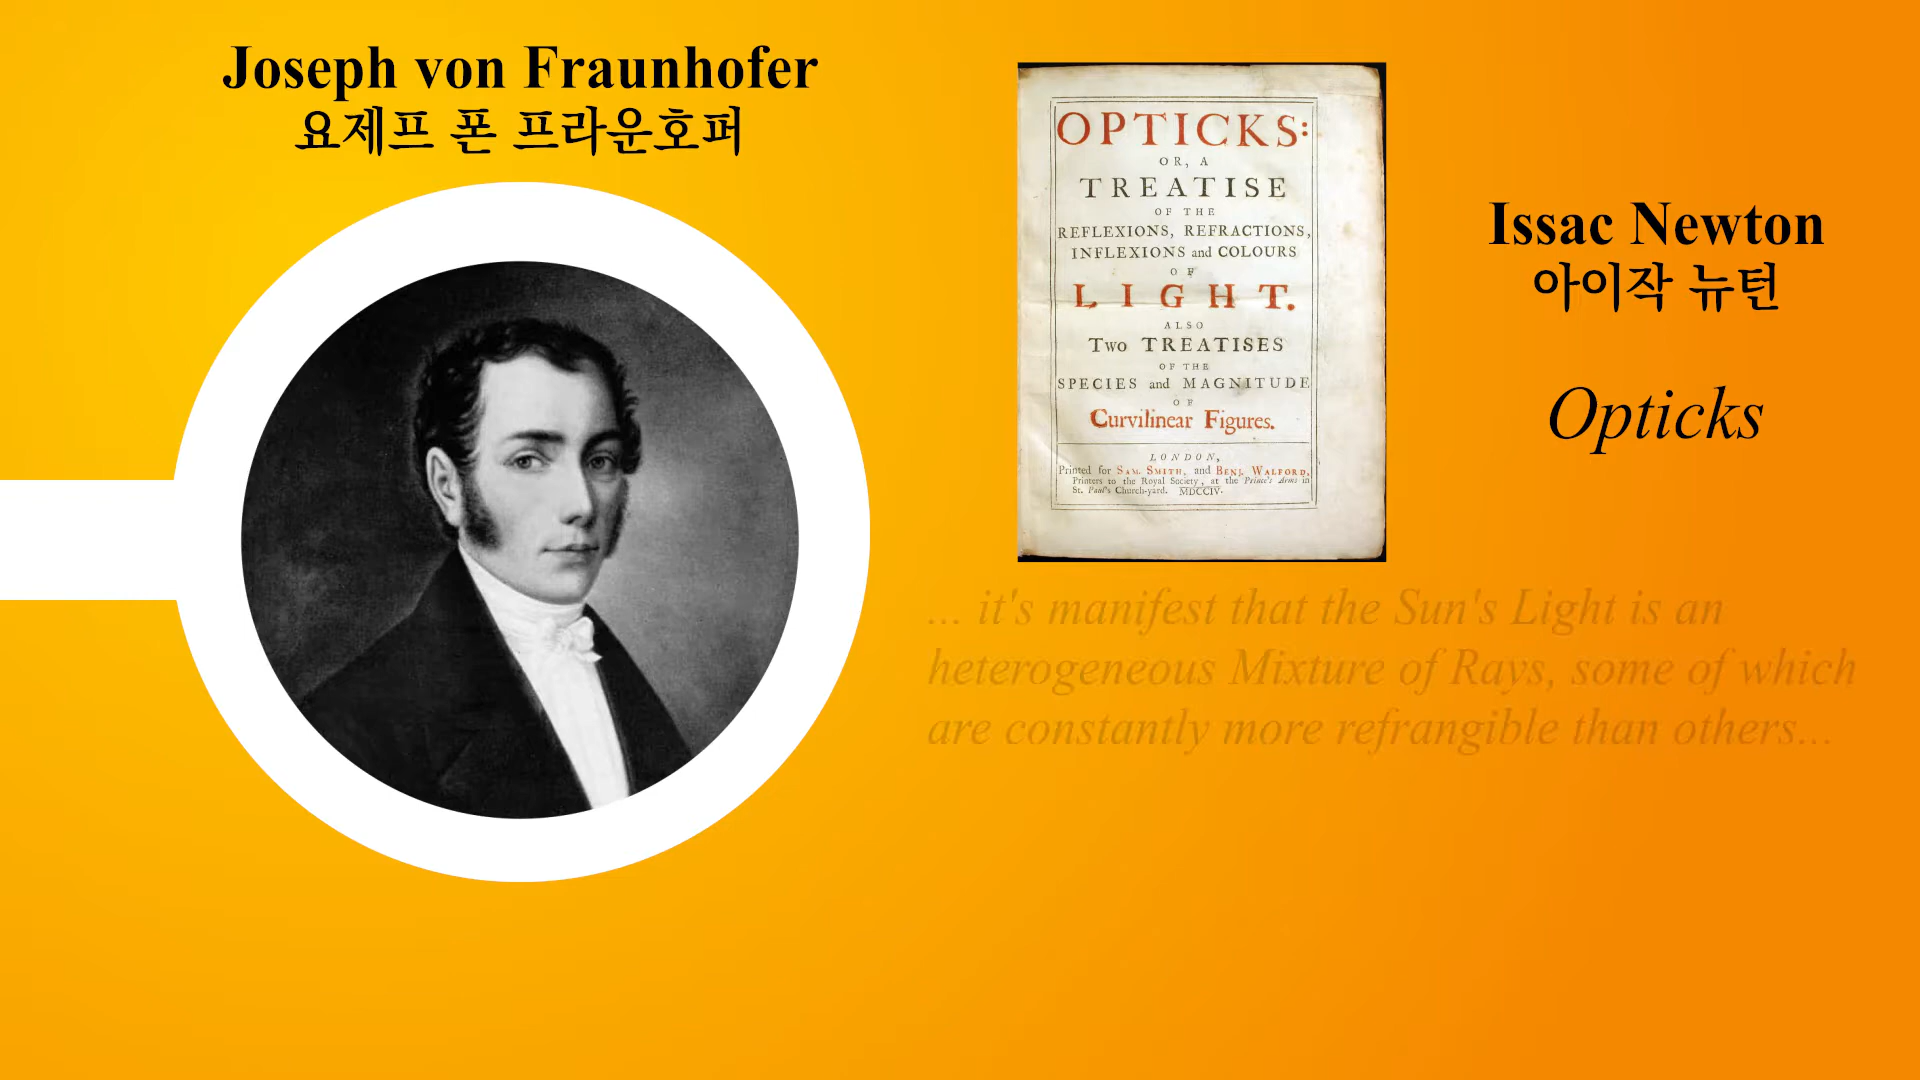 Joseph von Fraunhofer
요제프 폰 프라운호퍼
OPTICKS:
OR, A
TREATISE
OF THE
REFLEXIONS, REFRACTIONS,
INFLEXIONS and COLOURS
OF
LIGHT.
ALSO
Two TREATISES
OF THE
SPECIES and MAGNITUDE
OF
Curvilinear Figures.
LONDON,
Printed for SAM. SMITH, and BENJ. WALFORD,
Printers to the Royal Society, at the Prince's Arms in
St. Paul's Church-yard. MDCCIV.
Issac Newton
아이작 뉴턴
Opticks
... it's manifest that the Sun's Light is an
heterogeneous Mixture of Rays, some of which
are constantly more refrangible than others...